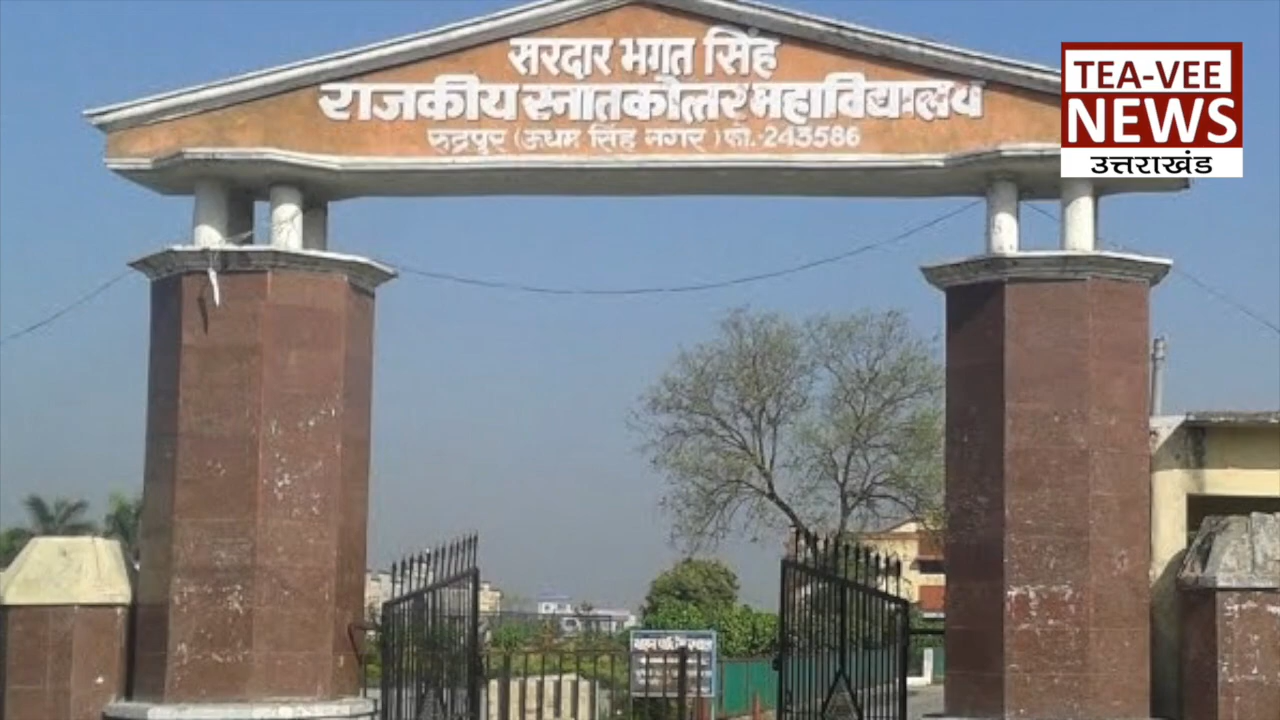 सरदार भगत सिंह
राजकीय स्नातकोत्तर महाविद्यालय
रुद्रपुर (ऊधम सिंह नगर) फो.-243586
TEA-VEE
NEWS
उत्तराखंड